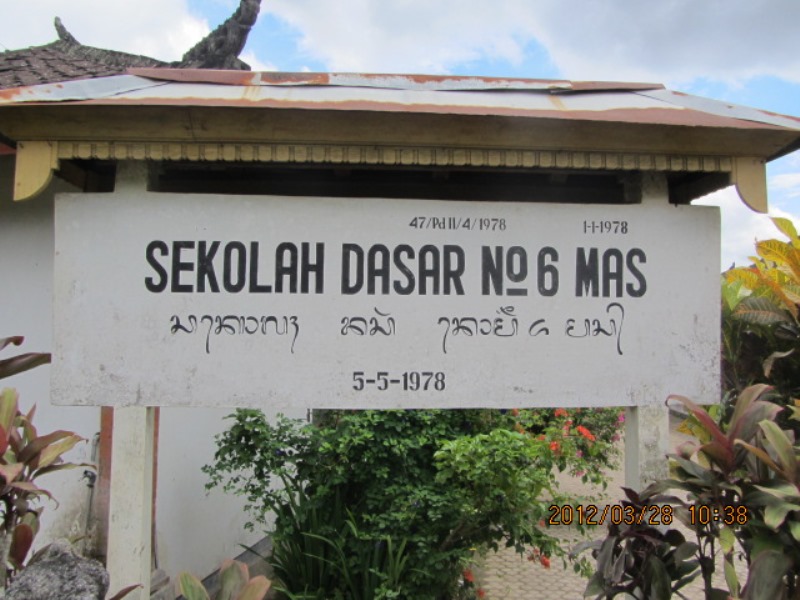 47/Pd II/4/1978 1-1-1978
SEKOLAH DASAR No 6 MAS
5-5-1978
2012/03/28 10:38